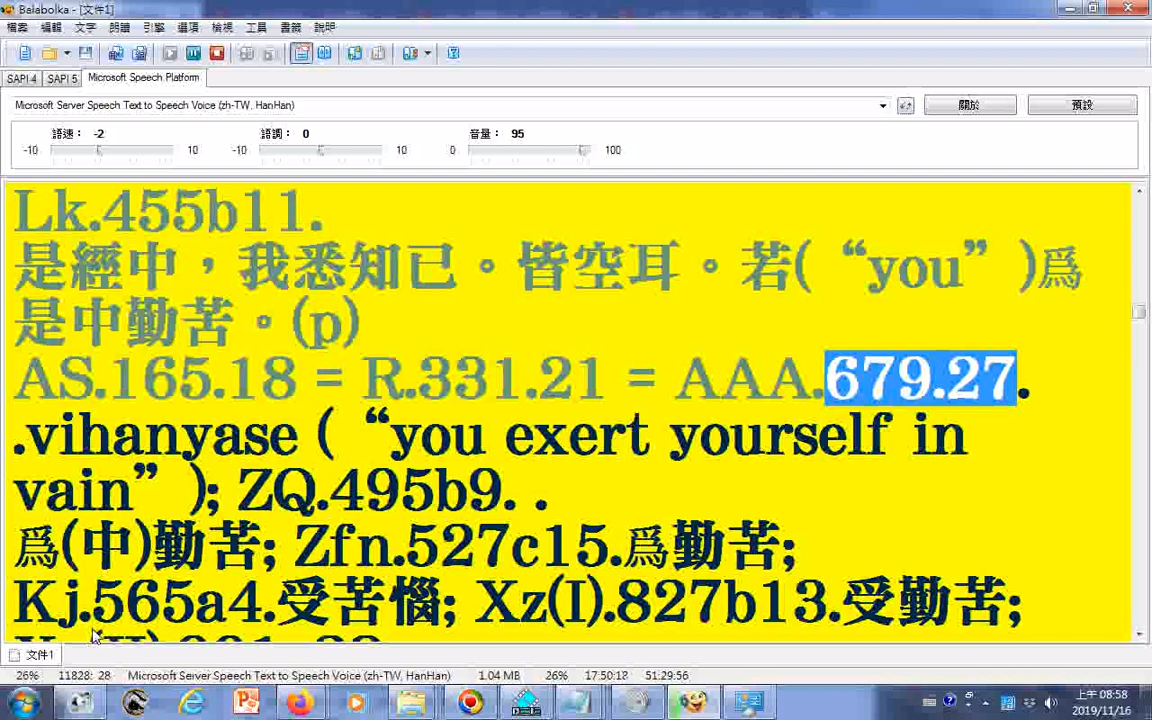 Balabolka - [文件1]
檔案 編輯 文字 朗讀 引擎 選項 檢視 工具 書籤 說明
SAPI 4 SAPI 5 Microsoft Speech Platform
Microsoft Server Speech Text to Speech Voice (zh-TW, HanHan) 關於 預設
語速： -2 語調： 0 音量： 95
-10 10 -10 10 0 100
Lk.455b11.
是經中，我悉知已。皆空耳。若(“you”)爲
是中勤苦。(p)
AS.165.18 = R.331.21 = AAA.679.27.
.vihanyase (“you exert yourself in
vain”); ZQ.495b9. .
爲(中)勤苦; Zfn.527c15.爲勤苦;
Kj.565a4.受苦惱; Xz(I).827b13.受勤苦;
文件1
26% 11828: 28 Microsoft Server Speech Text to Speech Voice (zh-TW, HanHan) 1.04 MB 26% 17:50:18 51:29:56
上午 08:58
2019/11/16